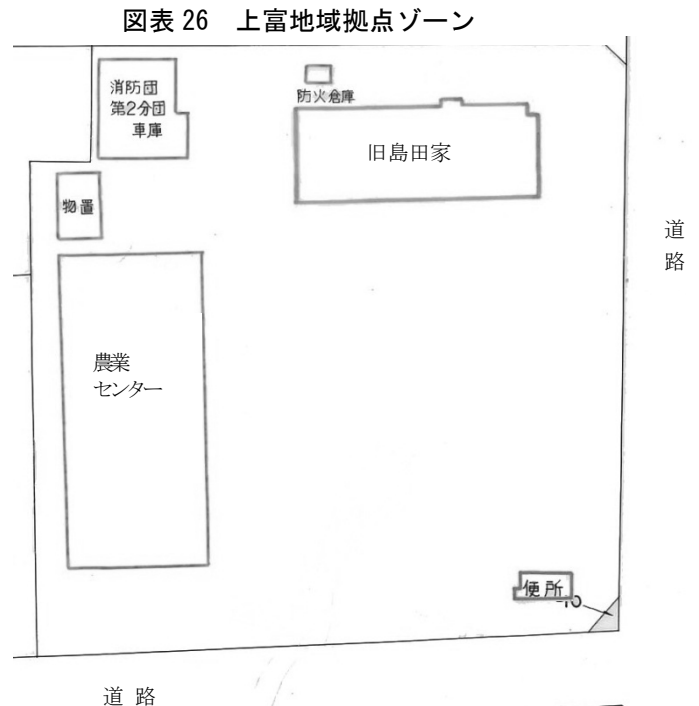 図表 26　上富地域拠点ゾーン
消防団
第2分団
車庫
防火倉庫
旧島田家
物置
道
路
農業
センター
便所
道 路